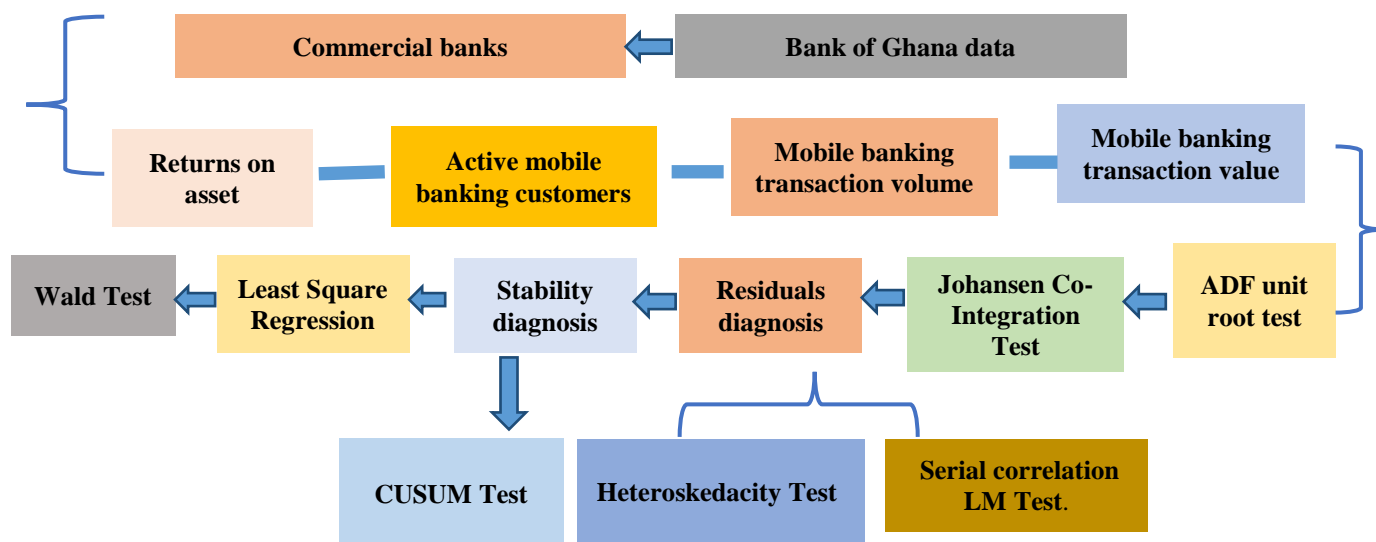 Commercial banks
Bank of Ghana data
Returns on
asset
Active mobile
banking customers
Mobile banking
transaction volume
Mobile banking
transaction value
Wald Test
Least Square
Regression
Stability
diagnosis
Residuals
diagnosis
Johansen Co-
Integration
Test
ADF unit
root test
CUSUM Test
Heteroskedacity Test
Serial correlation
LM Test.